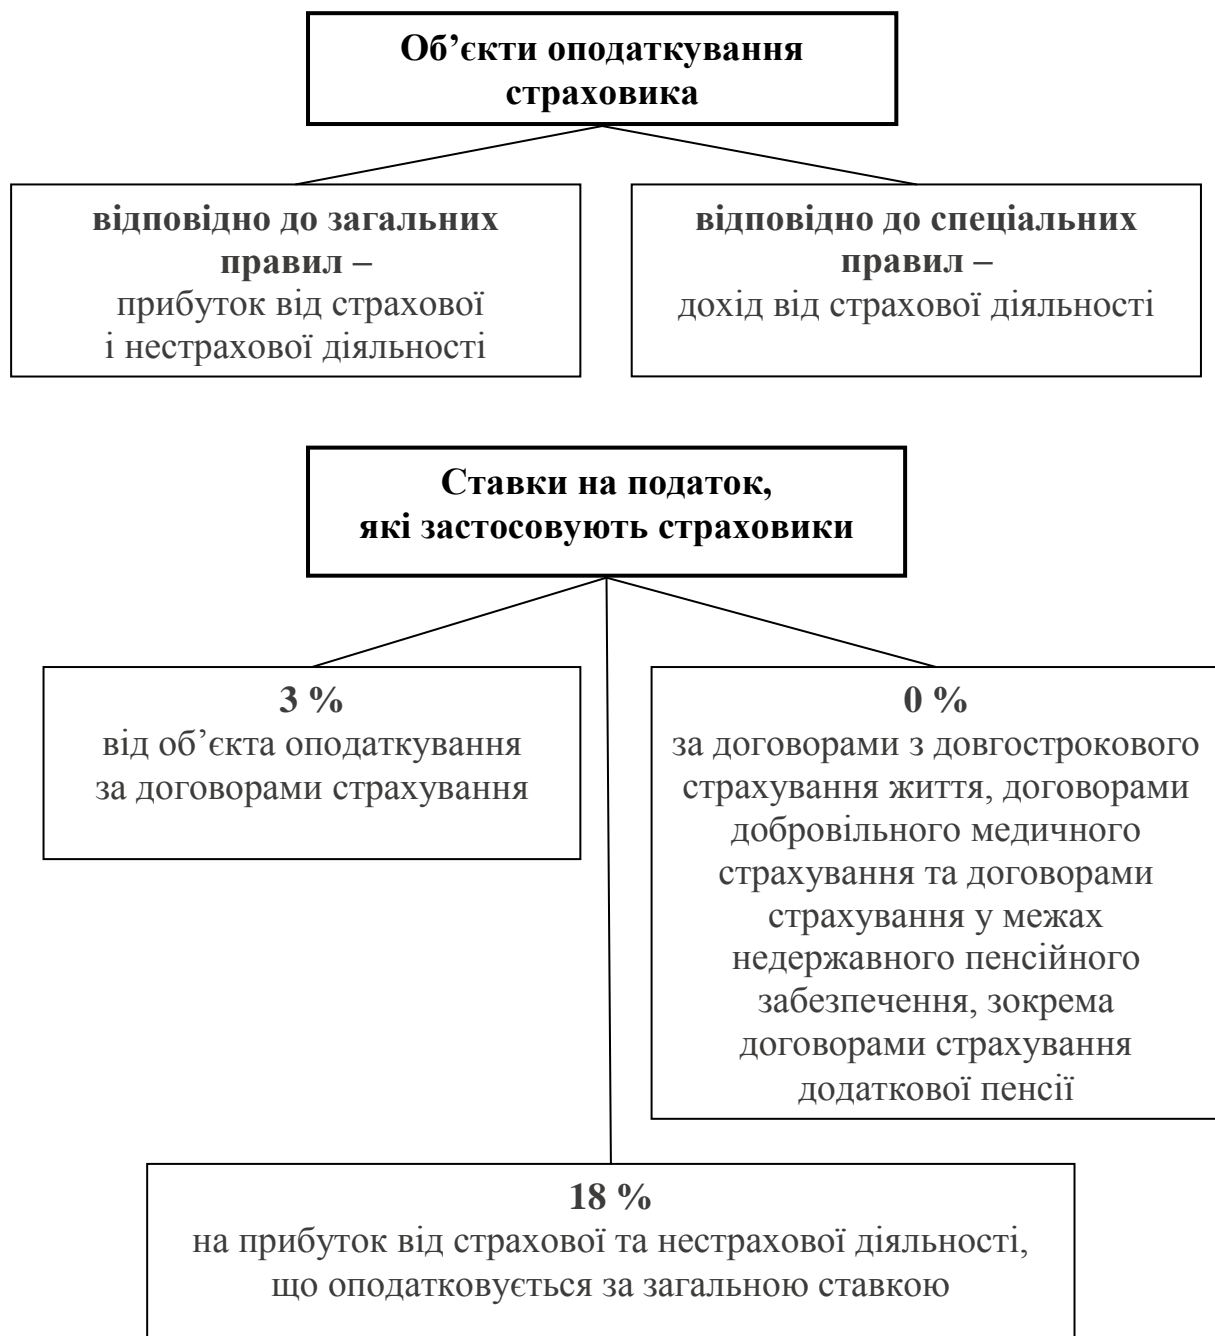 Об’єкти оподаткування
страховика
відповідно до загальних
правил –
прибуток від страхової
і нестрахової діяльності
відповідно до спеціальних
правил –
дохід від страхової діяльності
Ставки на податок,
які застосовують страховики
3 %
від об’єкта оподаткування
за договорами страхування
0 %
за договорами з довгострокового
страхування життя, договорами
добровільного медичного
страхування та договорами
страхування у межах
недержавного пенсійного
забезпечення, зокрема
договорами страхування
додаткової пенсії
18 %
на прибуток від страхової та нестрахової діяльності,
що оподатковується за загальною ставкою